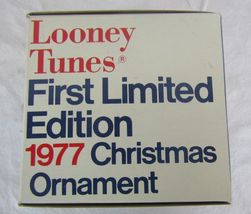 Looney
Tunes®
First Limited
Edition
1977 Christmas
Ornament